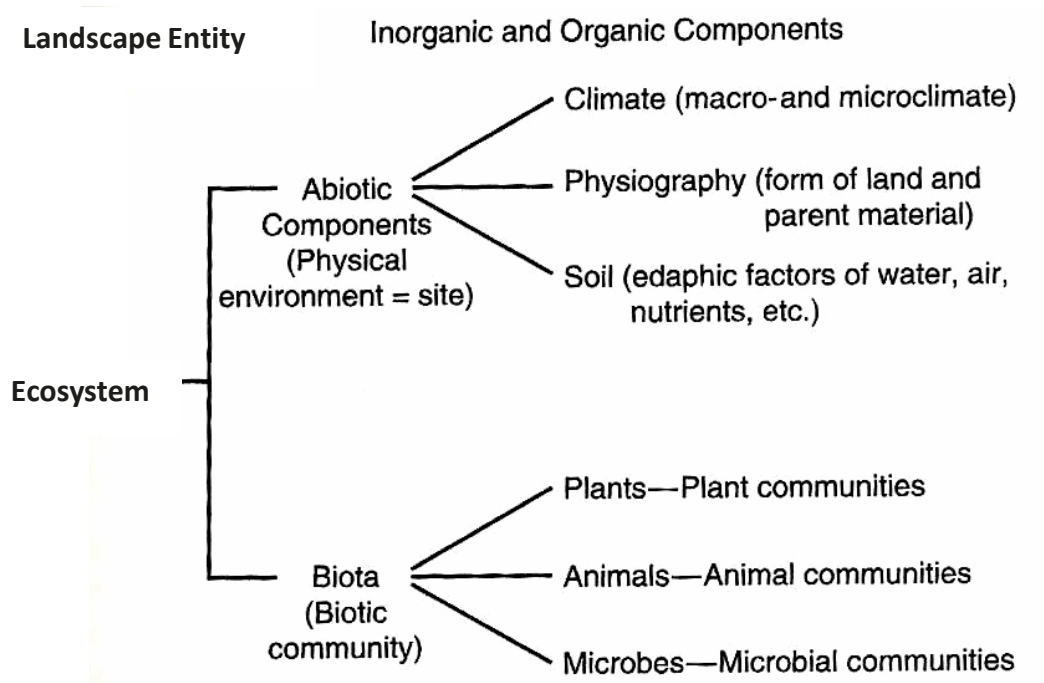 Landscape Entity
Inorganic and Organic Components
Climate (macro-and microclimate)
Abiotic
Components
(Physical
environment = site)
Physiography (form of land and
parent material)
Soil (edaphic factors of water, air,
nutrients, etc.)
Ecosystem
Plants—Plant communities
Biota
(Biotic
community)
Animals—Animal communities
Microbes—Microbial communities